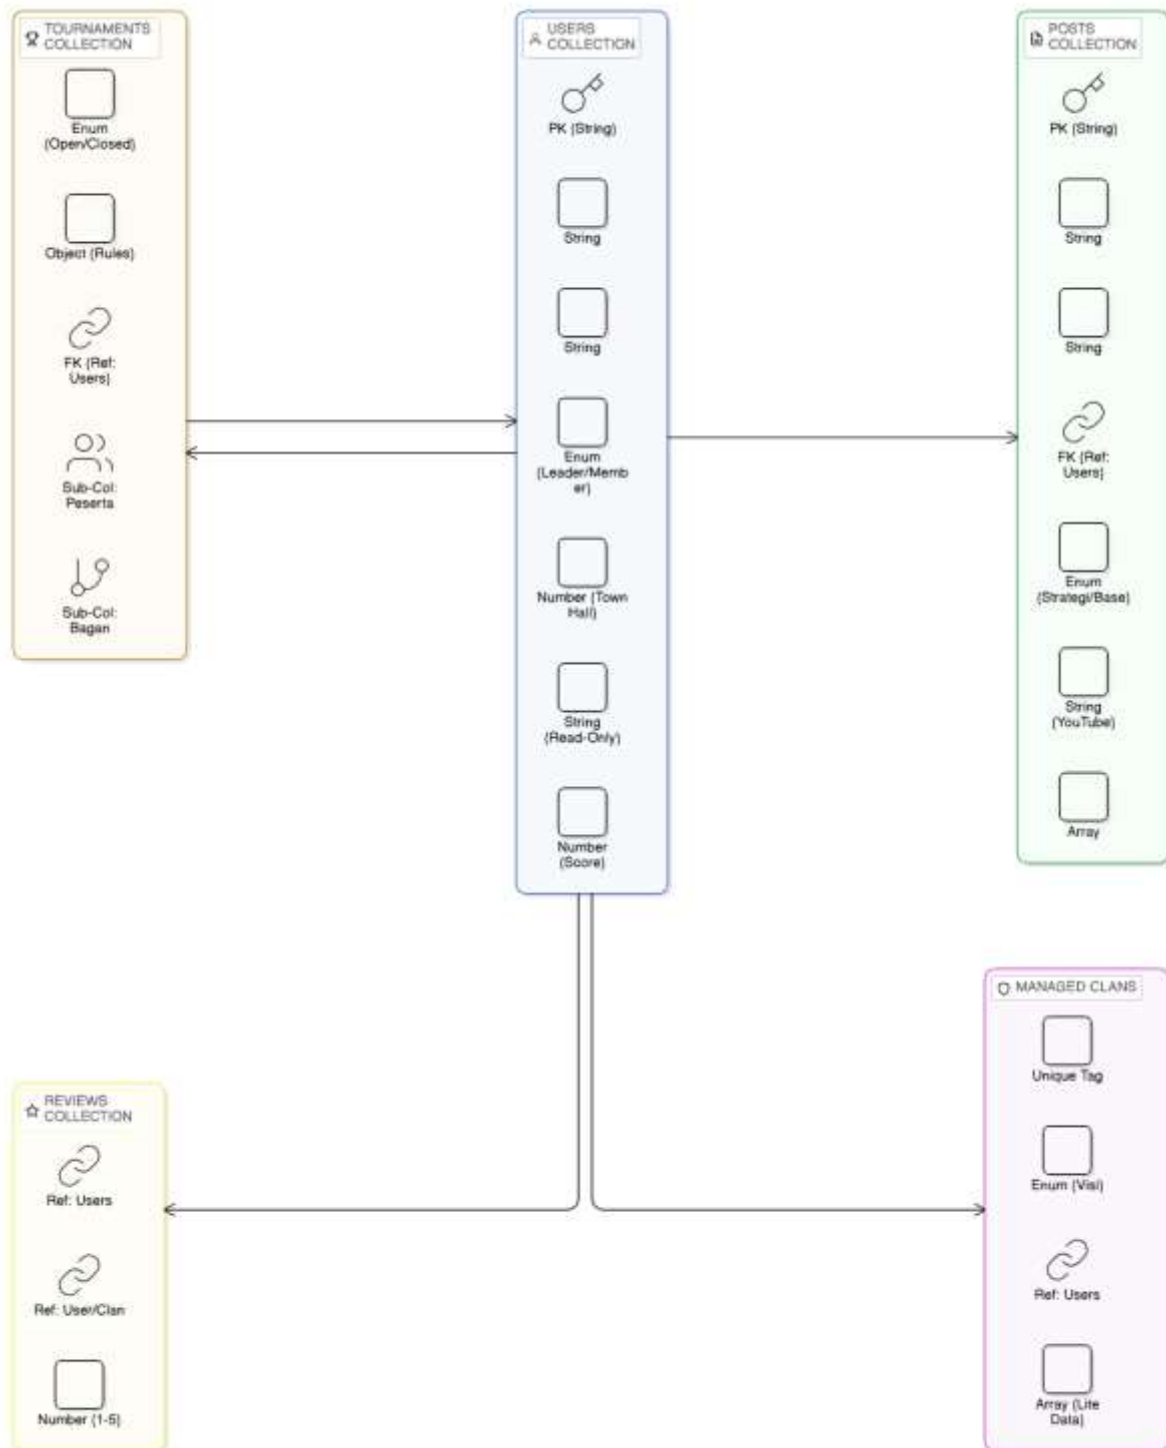 TOURNAMENTS
COLLECTION
Enum
(Open/Closed)
Object (Rules)
FK (Ref:
Users)
Sub-Col:
Peserta
Sub-Col:
Bagan
USERS
COLLECTION
PK (String)
String
String
Enum
(Leader/Memb
er)
Number (Town
Hall)
String
(Read-Only)
Number
(Score)
POSTS
COLLECTION
PK (String)
String
String
FK (Ref:
Users)
Enum
(Strategi/Base)
String
(YouTube)
Array
REVIEWS
COLLECTION
Ref: Users
Ref: User/Clan
Number (1-5)
MANAGED CLANS
Unique Tag
Enum (Visi)
Ref: Users
Array (Lite
Data)